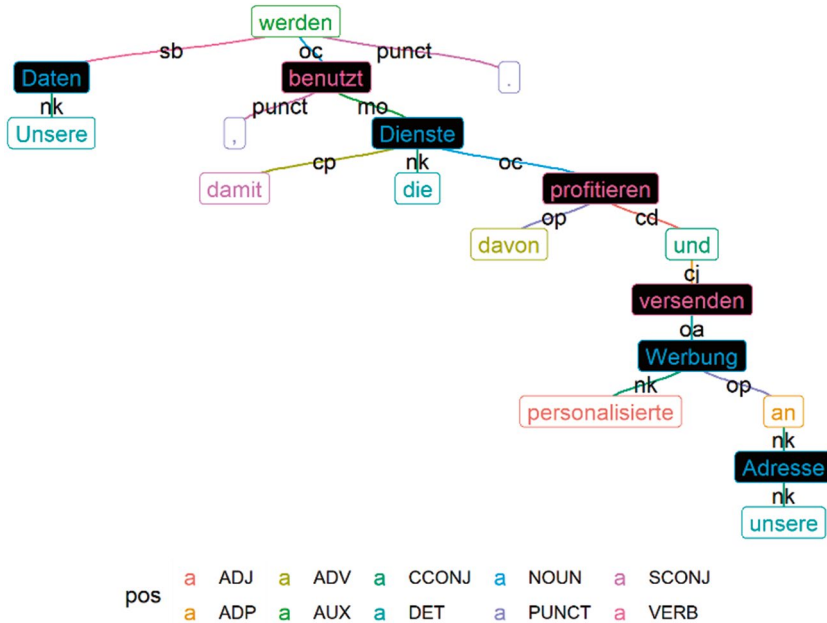 werden
sb oc punct
Daten benutzt .
nk punct mo
Unsere , Dienste
cp nk oc
damit die profitieren
op cd
davon und
cj
versenden
oa
Werbung
nk op
personalisierte an
nk
Adresse
nk
unsere
a ADJ a ADV a CCONJ a NOUN a SCONJ
pos
a ADP a AUX a DET a PUNCT a VERB